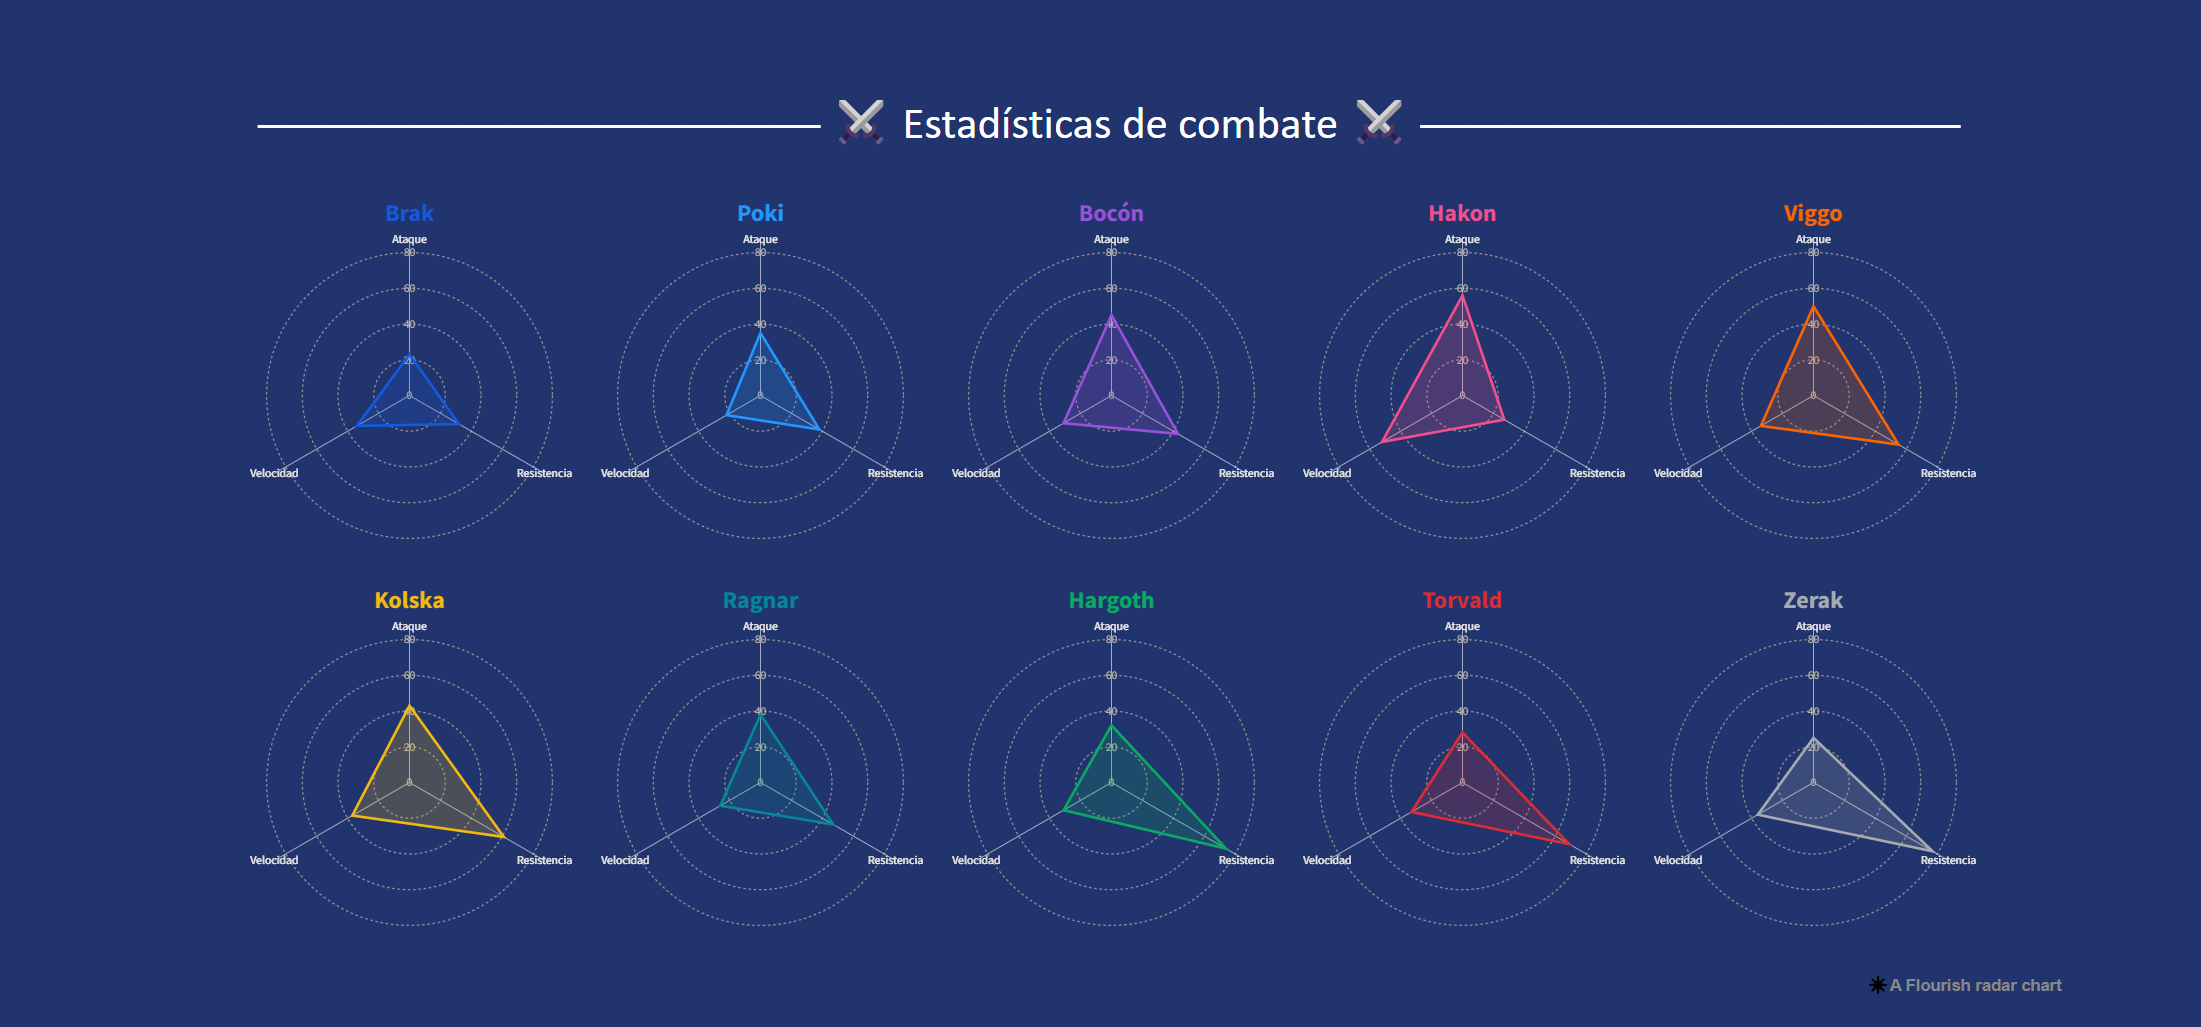 ⚔️ Estadísticas de combate ⚔️
Brak
Ataque
80
60
40
20
0
Velocidad
Resistencia
Poki
Ataque
80
60
40
20
0
Velocidad
Resistencia
Bocón
Ataque
80
60
40
20
0
Velocidad
Resistencia
Hakon
Ataque
80
60
40
20
0
Velocidad
Resistencia
Viggo
Ataque
80
60
40
20
0
Velocidad
Resistencia
Kolska
Ataque
80
60
40
20
0
Velocidad
Resistencia
Ragnar
Ataque
80
60
40
20
0
Velocidad
Resistencia
Hargoth
Ataque
80
60
40
20
0
Velocidad
Resistencia
Torvald
Ataque
80
60
40
20
0
Velocidad
Resistencia
Zerak
Ataque
80
60
40
20
0
Velocidad
Resistencia
A Flourish radar chart